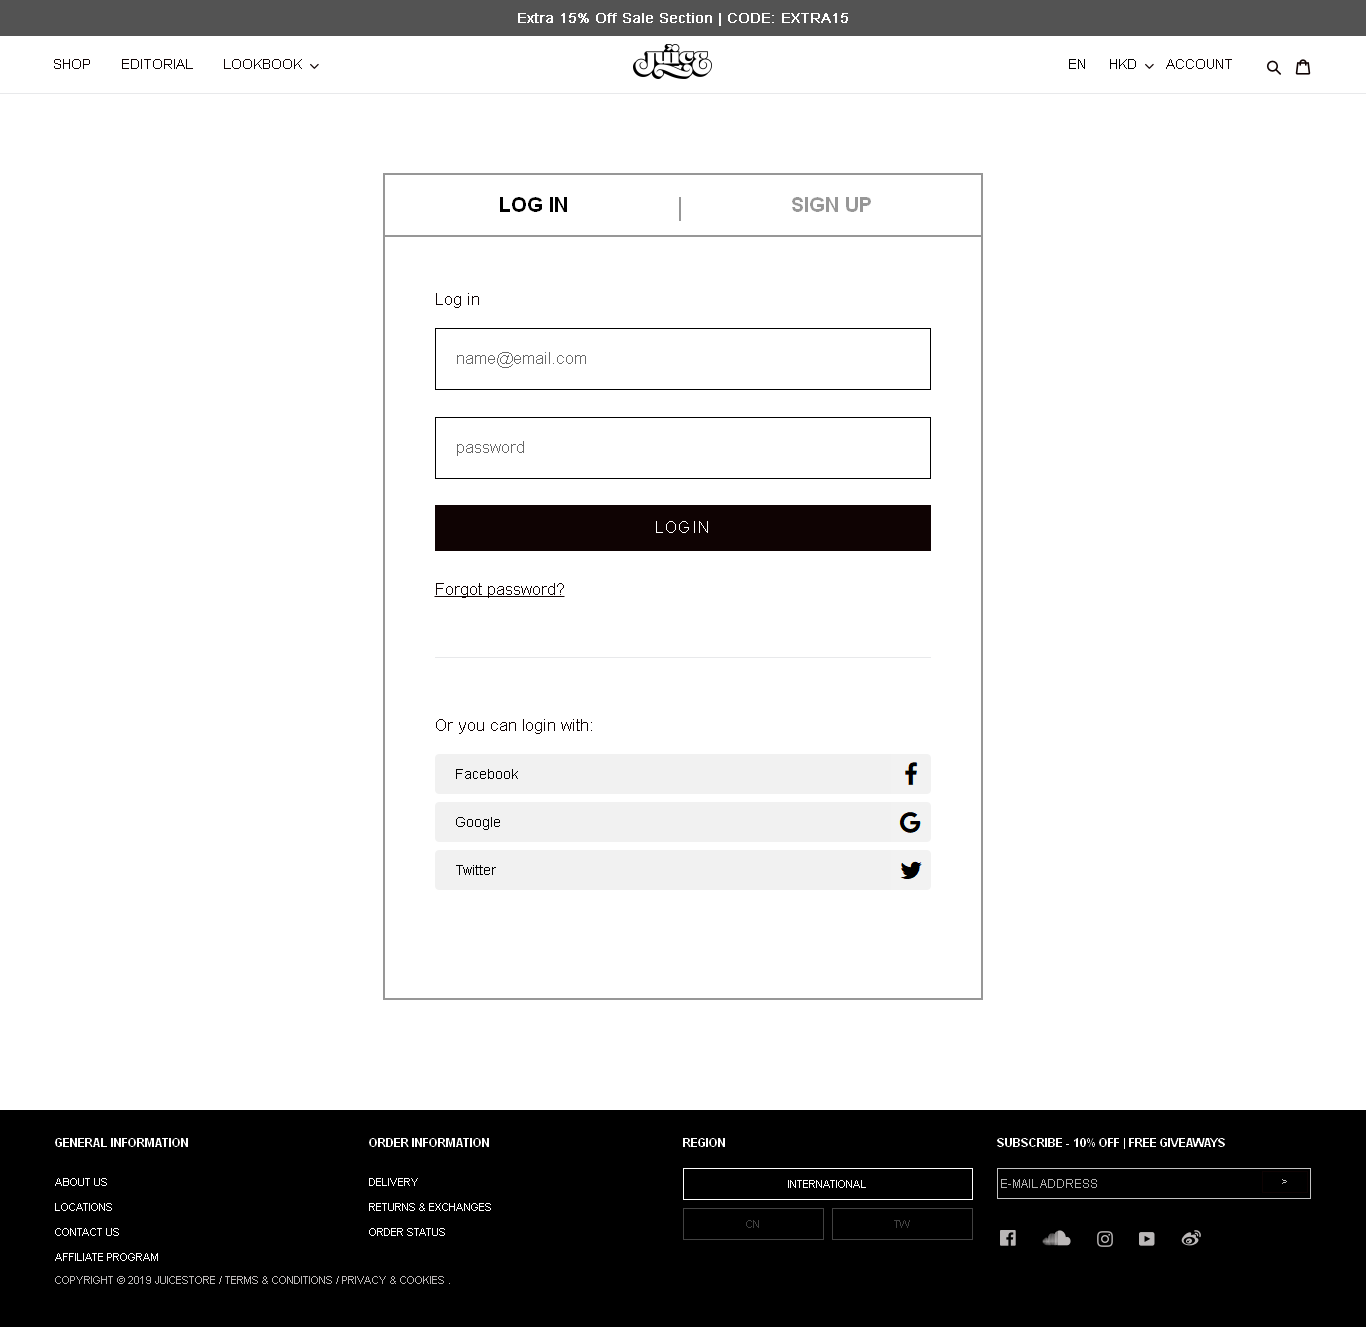 Extra 15% Off Sale Section | CODE: EXTRA15
SHOP EDITORIAL LOOKBOOK Juice EN HKD ACCOUNT
LOG IN | SIGN UP
Log in
name@email.com
password
LOGIN
Forgot password?
Or you can login with:
Facebook
Google
Twitter
GENERAL INFORMATION
ABOUT US
LOCATIONS
CONTACT US
AFFILIATE PROGRAM
ORDER INFORMATION
DELIVERY
RETURNS & EXCHANGES
ORDER STATUS
REGION
INTERNATIONAL
CN TW
SUBSCRIBE - 10% OFF | FREE GIVEAWAYS
E-MAIL ADDRESS >
COPYRIGHT © 2019 JUICESTORE / TERMS & CONDITIONS / PRIVACY & COOKIES .